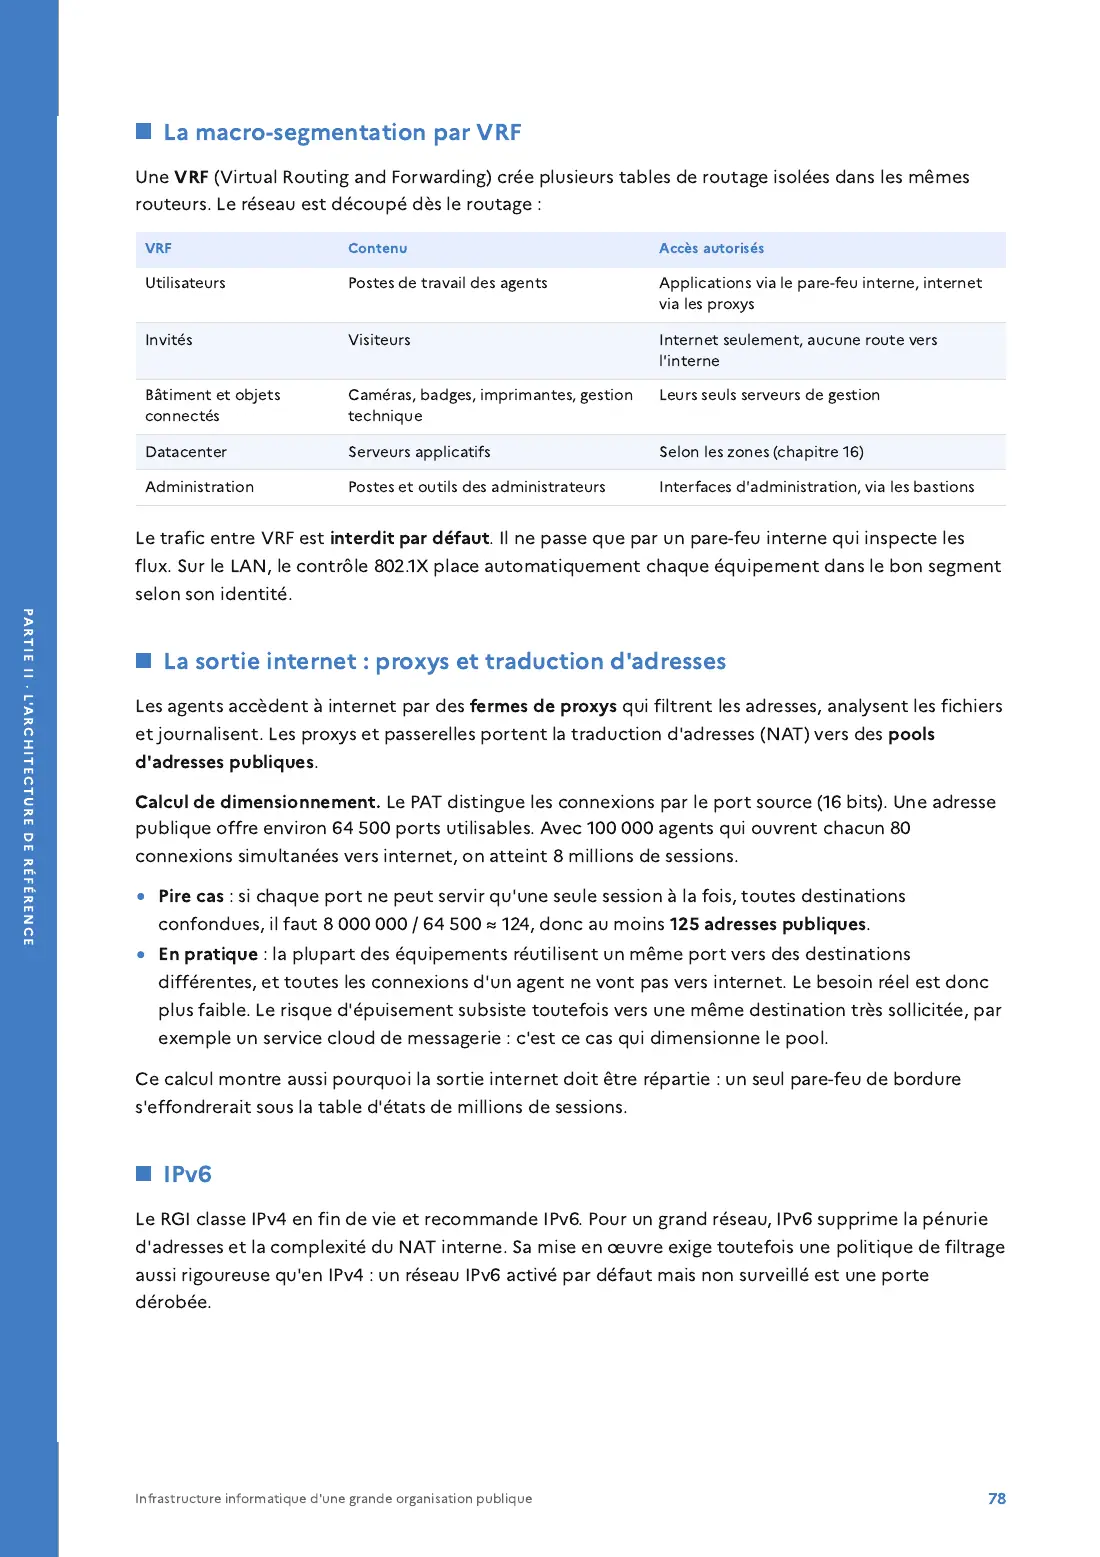 La macro-segmentation par VRF
Une VRF (Virtual Routing and Forwarding) crée plusieurs tables de routage isolées dans les mêmes
routeurs. Le réseau est découpé dès le routage :
VRF Contenu Accès autorisés
Utilisateurs Postes de travail des agents Applications via le pare-feu interne, internet
via les proxys
Invités Visiteurs Internet seulement, aucune route vers
l'interne
Bâtiment et objets Caméras, badges, imprimantes, gestion Leurs seuls serveurs de gestion
connectés technique
Datacenter Serveurs applicatifs Selon les zones (chapitre 16)
Administration Postes et outils des administrateurs Interfaces d'administration, via les bastions
Le trafic entre VRF est interdit par défaut. Il ne passe que par un pare-feu interne qui inspecte les
flux. Sur le LAN, le contrôle 802.1X place automatiquement chaque équipement dans le bon segment
selon son identité.
La sortie internet : proxys et traduction d'adresses
Les agents accèdent à internet par des fermes de proxys qui filtrent les adresses, analysent les fichiers
et journalisent. Les proxys et passerelles portent la traduction d'adresses (NAT) vers des pools
d'adresses publiques.
Calcul de dimensionnement. Le PAT distingue les connexions par le port source (16 bits). Une adresse
publique offre environ 64 500 ports utilisables. Avec 100 000 agents qui ouvrent chacun 80
connexions simultanées vers internet, on atteint 8 millions de sessions.
• Pire cas : si chaque port ne peut servir qu'une seule session à la fois, toutes destinations
confondues, il faut 8 000 000 / 64 500 ≈ 124, donc au moins 125 adresses publiques.
• En pratique : la plupart des équipements réutilisent un même port vers des destinations
différentes, et toutes les connexions d'un agent ne vont pas vers internet. Le besoin réel est donc
plus faible. Le risque d'épuisement subsiste toutefois vers une même destination très sollicitée, par
exemple un service cloud de messagerie : c'est ce cas qui dimensionne le pool.
Ce calcul montre aussi pourquoi la sortie internet doit être répartie : un seul pare-feu de bordure
s'effondrerait sous la table d'états de millions de sessions.
IPv6
Le RGI classe IPv4 en fin de vie et recommande IPv6. Pour un grand réseau, IPv6 supprime la pénurie
d'adresses et la complexité du NAT interne. Sa mise en œuvre exige toutefois une politique de filtrage
aussi rigoureuse qu'en IPv4 : un réseau IPv6 activé par défaut mais non surveillé est une porte
dérobée.
PARTIE II · L'ARCHITECTURE DE RÉFÉRENCE
Infrastructure informatique d'une grande organisation publique 78